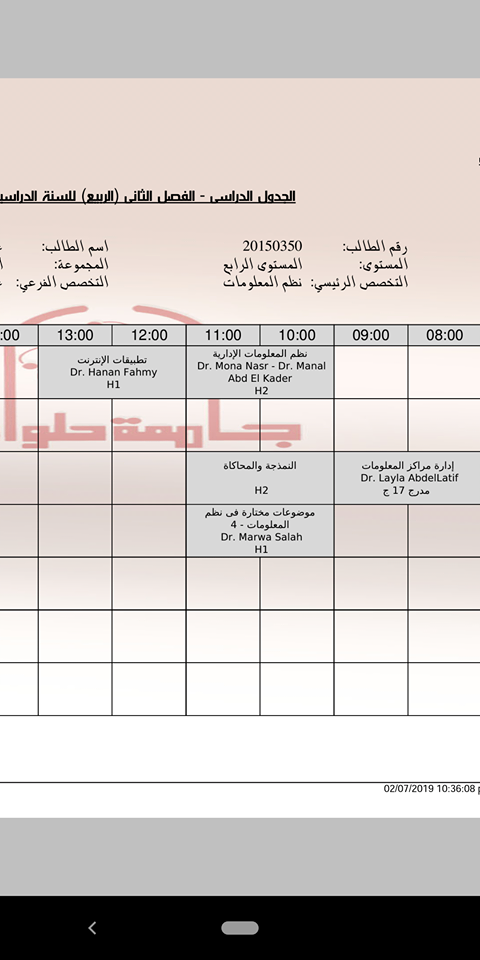 الجدول الدراسي - الفصل الثاني (الربيع) للسنة
رقم الطالب: 20150350
اسم الطالب:
المستوى: المستوى الرابع
المجموعة:
التخصص الرئيسي: نظم المعلومات
التخصص الفرعي:
08:00 09:00 10:00 11:00 12:00 13:00
نظم المعلومات الإدارية
Dr. Mona Nasr - Dr. Manal
Abd El Kader
H2
تطبيقات الإنترنت
Dr. Hanan Fahmy
H1
جامعة حلو
إدارة مراكز المعلومات
Dr. Layla AbdelLatif
مدرج 17 ج
النمذجة والمحاكاة
H2
موضوعات مختارة فى نظم
المعلومات - 4
Dr. Marwa Salah
H1
02/07/2019 10:36:08